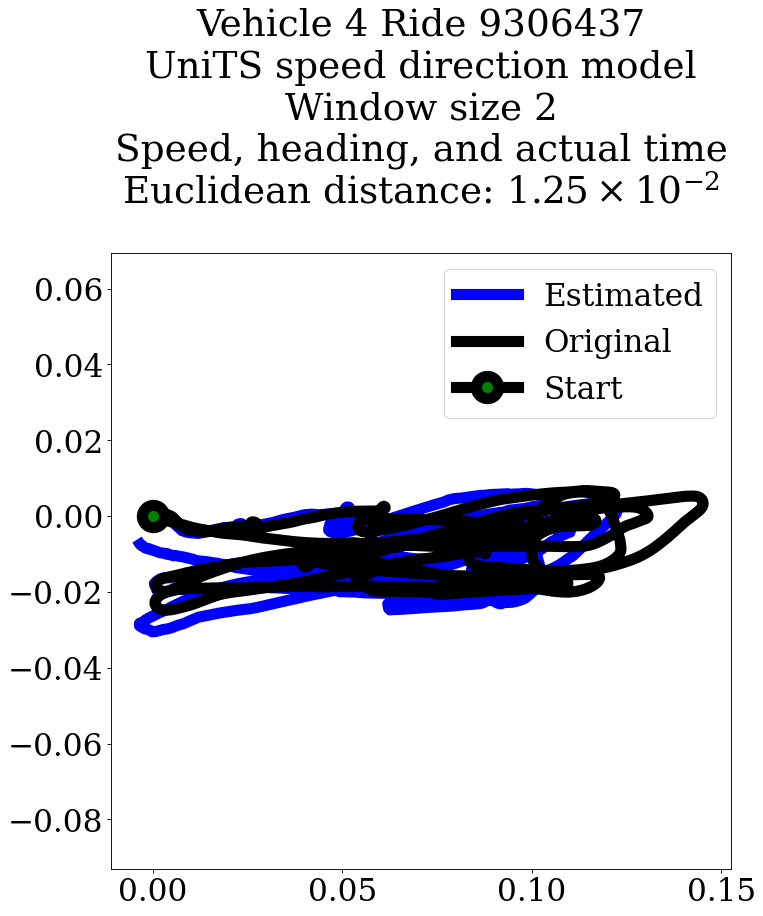 Vehicle 4 Ride 9306437
UniTS speed direction model
Window size 2
Speed, heading, and actual time
Euclidean distance: 1.25 × 10⁻²
Estimated
Original
Start
0.06
0.04
0.02
0.00
−0.02
−0.04
−0.06
−0.08
0.00 0.05 0.10 0.15